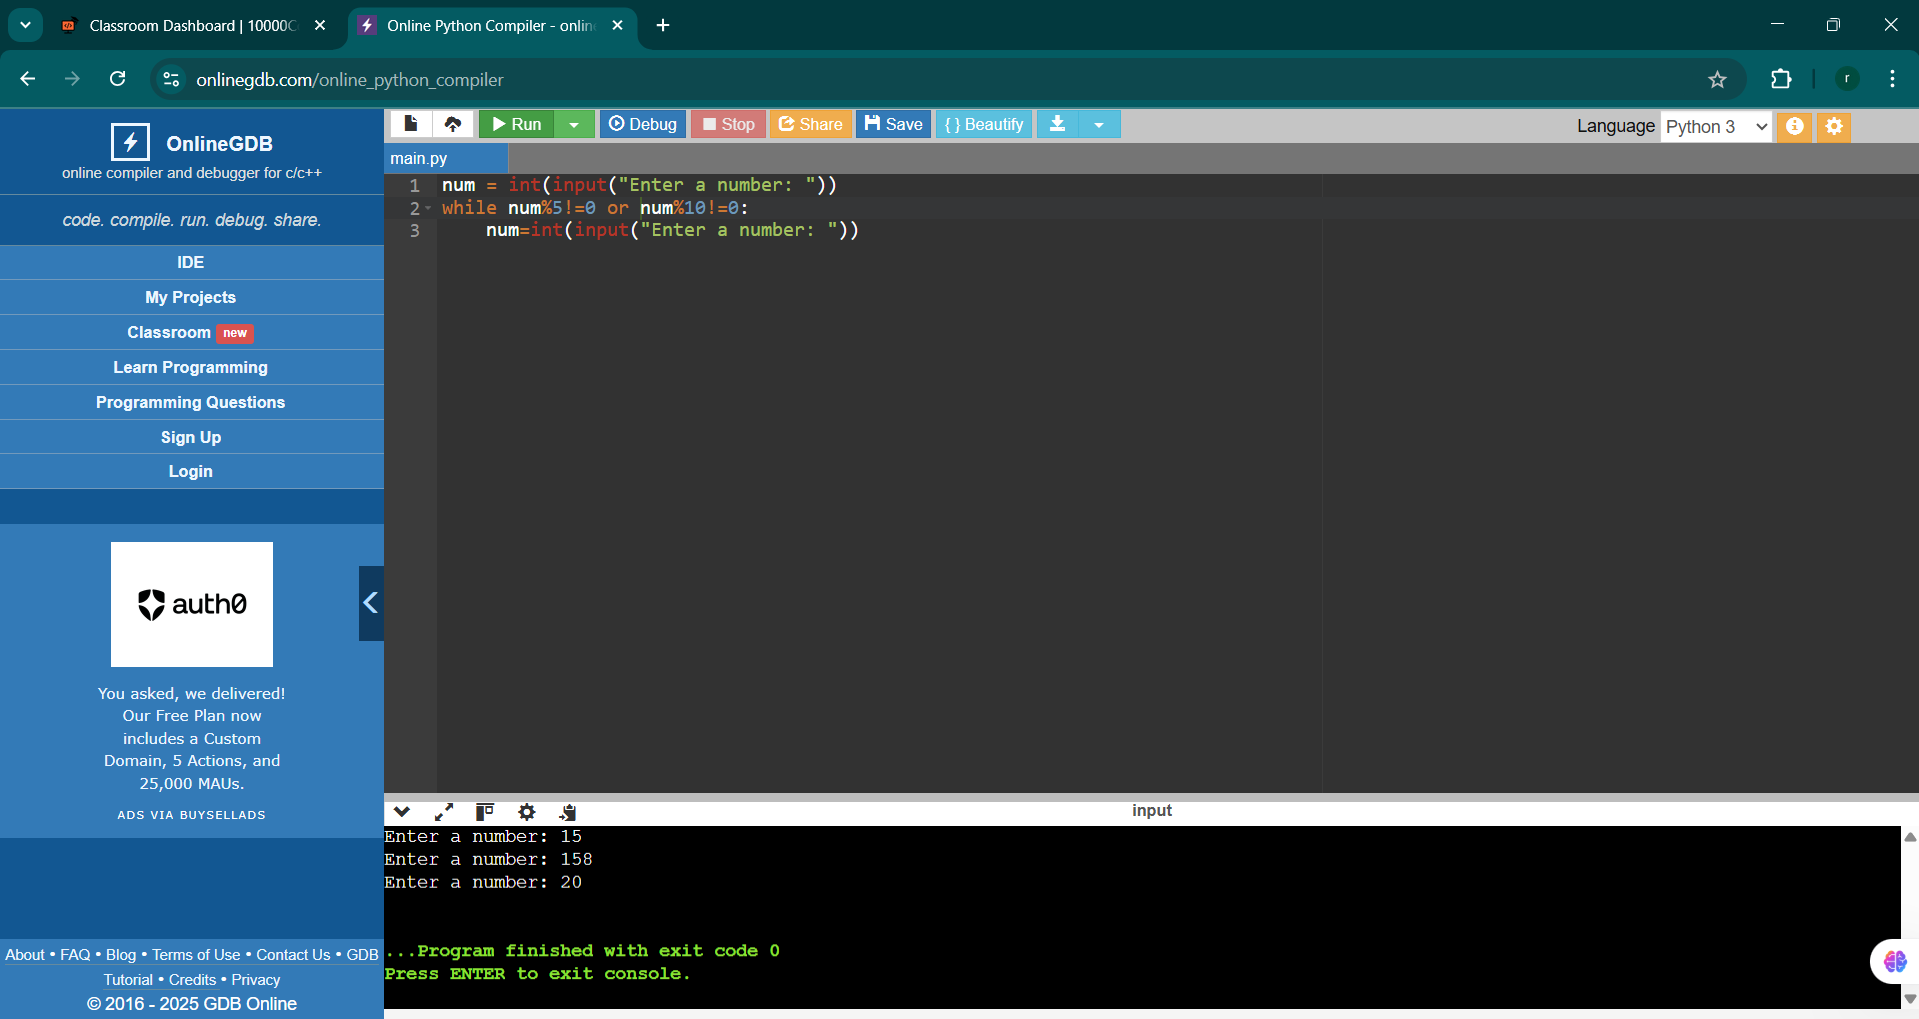 Classroom Dashboard | 10000C
Online Python Compiler - onlin
onlinegdb.com/online_python_compiler
r
OnlineGDB
online compiler and debugger for c/c++
code. compile. run. debug. share.
IDE
My Projects
Classroom new
Learn Programming
Programming Questions
Sign Up
Login
auth0
You asked, we delivered!
Our Free Plan now
includes a Custom
Domain, 5 Actions, and
25,000 MAUs.
ADS VIA BUYSELLADS
About • FAQ • Blog • Terms of Use • Contact Us • GDB
Tutorial • Credits • Privacy
© 2016 - 2025 GDB Online
Run Debug Stop Share Save { } Beautify
Language Python 3
main.py
1 num = int(input("Enter a number: "))
2 while num%5!=0 or num%10!=0:
3     num=int(input("Enter a number: "))
input
Enter a number: 15
Enter a number: 158
Enter a number: 20
...Program finished with exit code 0
Press ENTER to exit console.